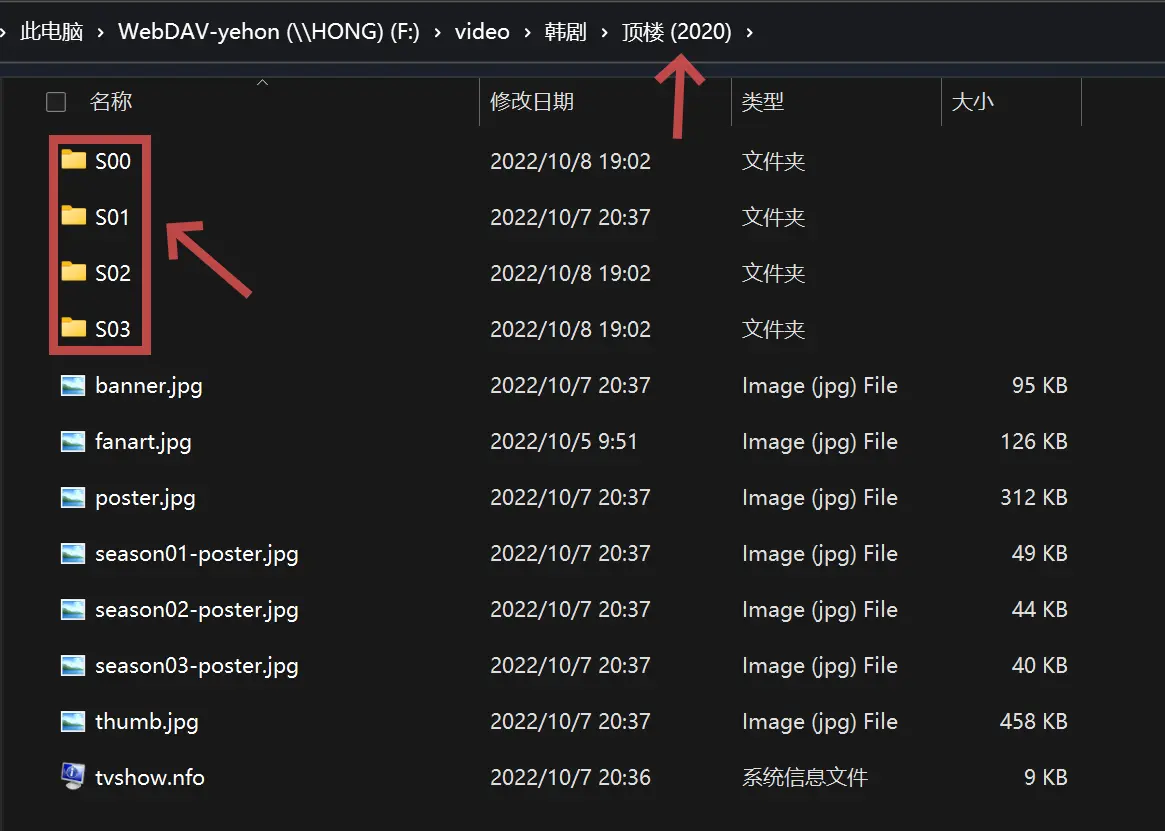 此电脑 › WebDAV-yehon (\\HONG) (F:) › video › 韩剧 › 顶楼 (2020) ›
名称 修改日期 类型 大小
S00 2022/10/8 19:02 文件夹
S01 2022/10/7 20:37 文件夹
S02 2022/10/8 19:02 文件夹
S03 2022/10/8 19:02 文件夹
banner.jpg 2022/10/7 20:37 Image (jpg) File 95 KB
fanart.jpg 2022/10/5 9:51 Image (jpg) File 126 KB
poster.jpg 2022/10/7 20:37 Image (jpg) File 312 KB
season01-poster.jpg 2022/10/7 20:37 Image (jpg) File 49 KB
season02-poster.jpg 2022/10/7 20:37 Image (jpg) File 44 KB
season03-poster.jpg 2022/10/7 20:37 Image (jpg) File 40 KB
thumb.jpg 2022/10/7 20:37 Image (jpg) File 458 KB
tvshow.nfo 2022/10/7 20:36 系统信息文件 9 KB